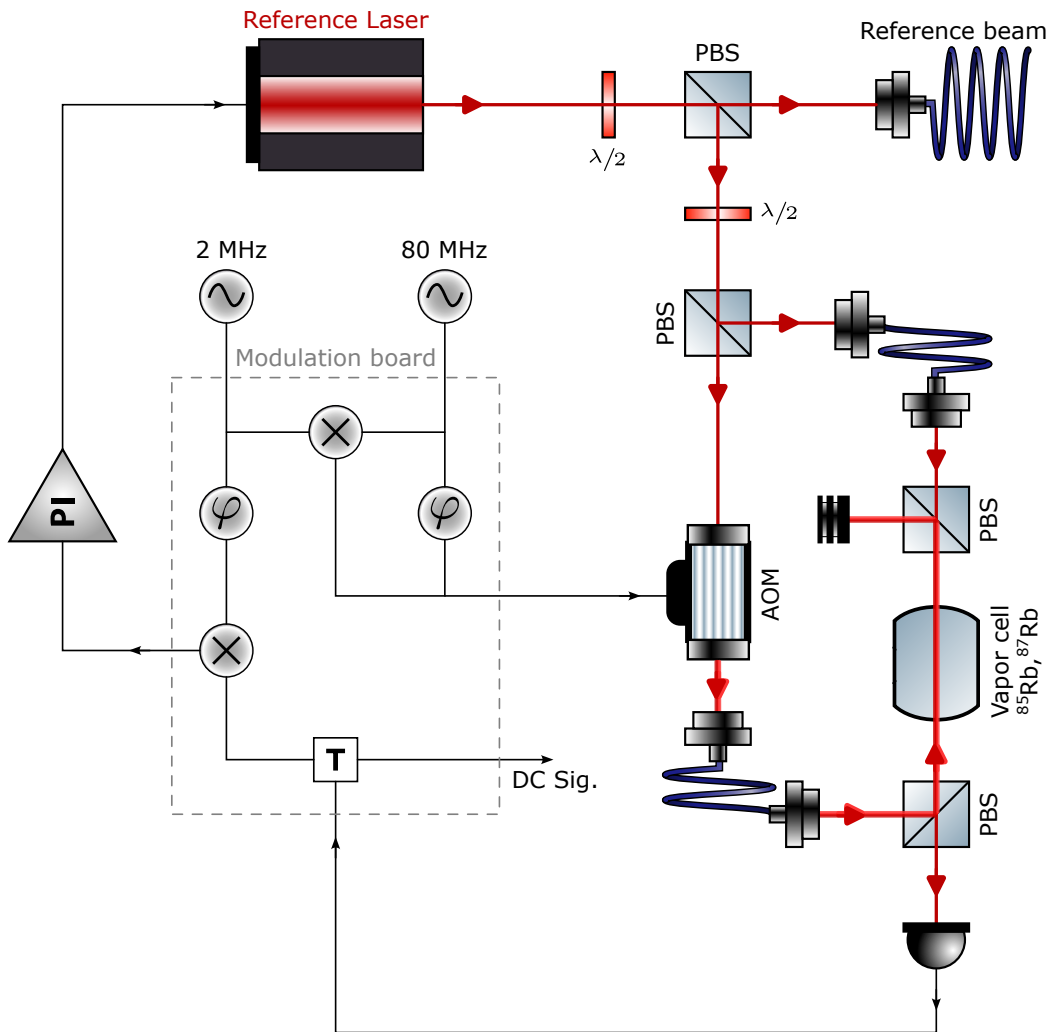 Reference Laser
Reference beam
PBS
λ/2
λ/2
2 MHz
80 MHz
PBS
Modulation board
φ
φ
PI
PBS
AOM
Vapor cell
⁸⁵Rb, ⁸⁷Rb
T
DC Sig.
PBS